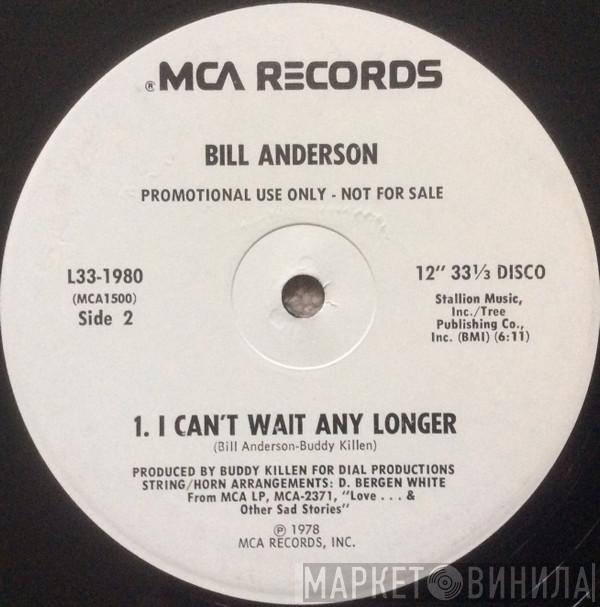 ® MCA RECORDS
BILL ANDERSON
PROMOTIONAL USE ONLY - NOT FOR SALE
L33-1980
(MCA1500)
Side 2
12" 33⅓ DISCO
Stallion Music,
Inc./Tree
Publishing Co.,
Inc. (BMI) (6:11)
1. I CAN'T WAIT ANY LONGER
(Bill Anderson-Buddy Killen)
PRODUCED BY BUDDY KILLEN FOR DIAL PRODUCTIONS
STRING/HORN ARRANGEMENTS: D. BERGEN WHITE
From MCA LP, MCA-2371, "Love . . . &
Other Sad Stories"
℗ 1978
MCA RECORDS, INC.
МАРКЕТ ВИНИЛА